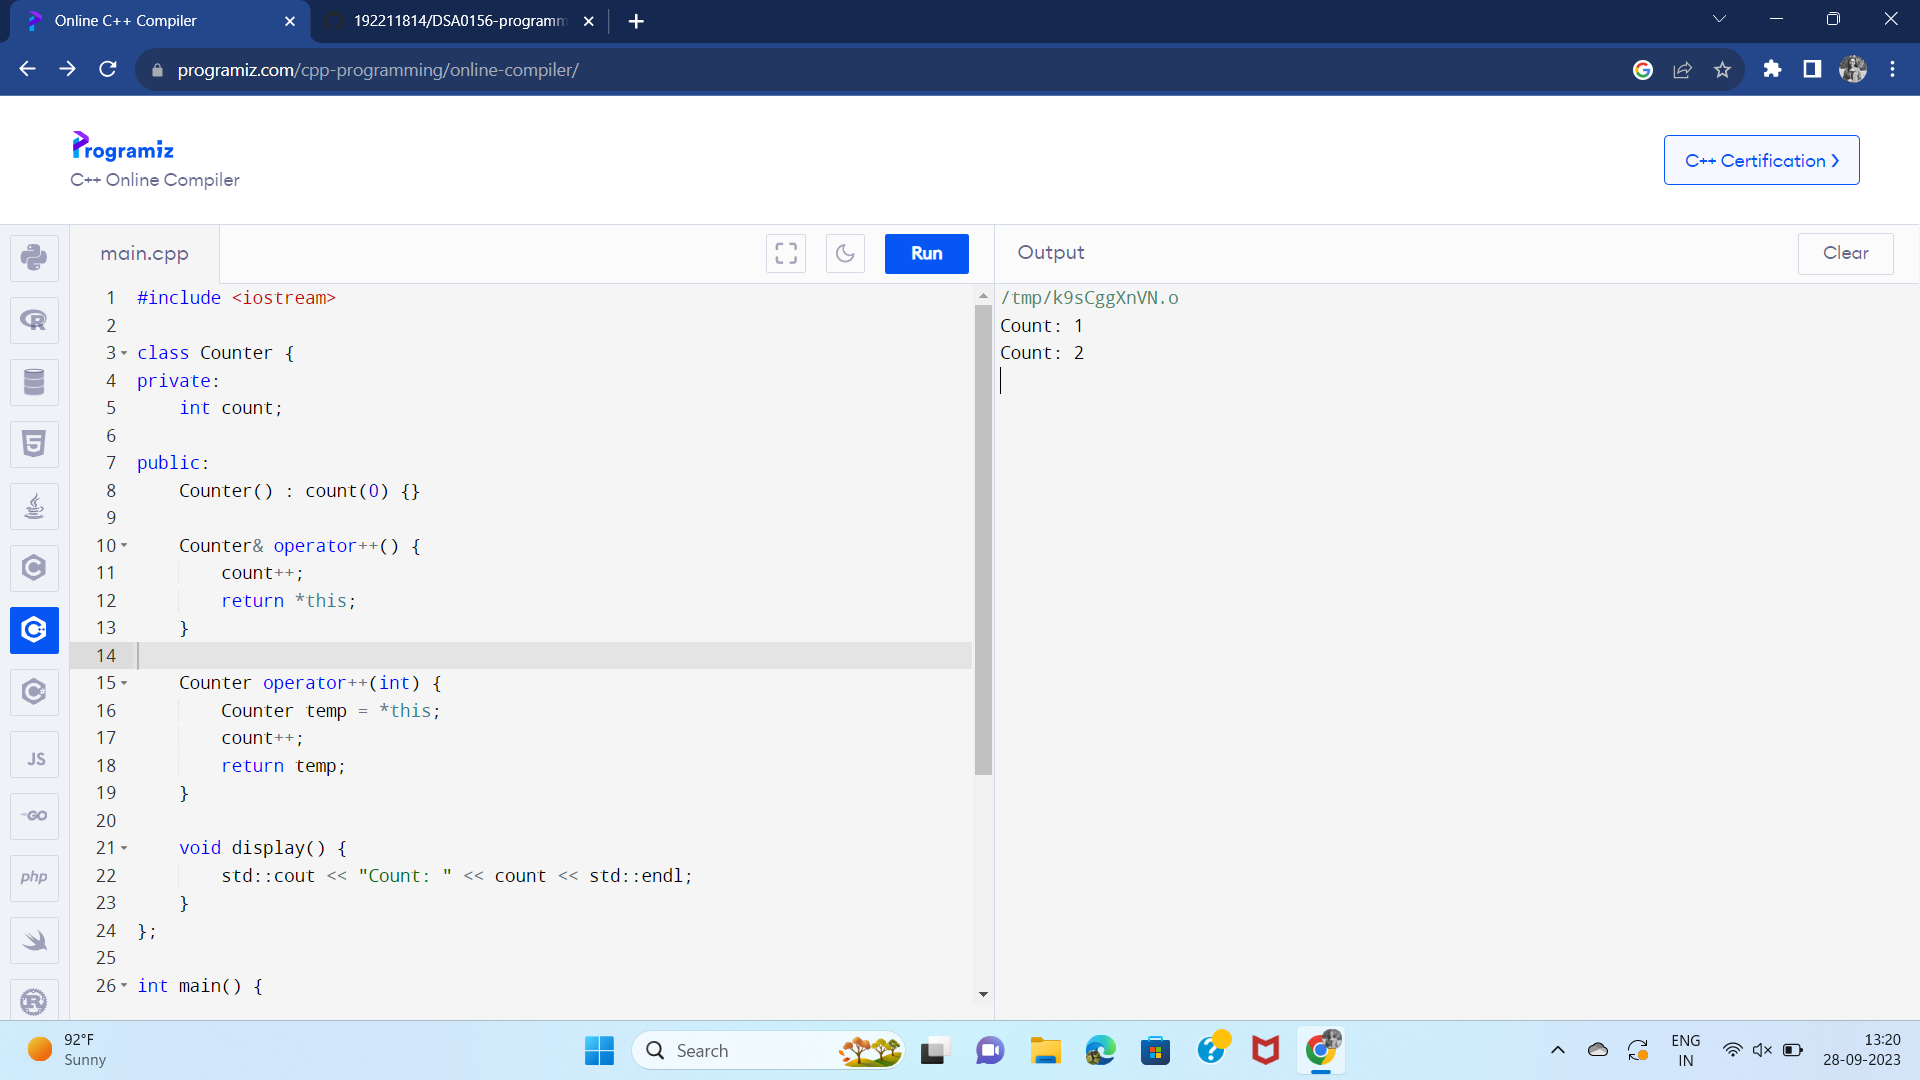 Online C++ Compiler
192211814/DSA0156-programm
programiz.com/cpp-programming/online-compiler/
Programiz
C++ Online Compiler
C++ Certification
main.cpp
Run
Output
Clear
1 #include <iostream>
2
3 class Counter {
4 private:
5     int count;
6
7 public:
8     Counter() : count(0) {}
9
10     Counter& operator++() {
11         count++;
12         return *this;
13     }
14
15     Counter operator++(int) {
16         Counter temp = *this;
17         count++;
18         return temp;
19     }
20
21     void display() {
22         std::cout << "Count: " << count << std::endl;
23     }
24 };
25
26 int main() {
/tmp/k9sCggXnVN.o
Count: 1
Count: 2
R
5
C
C
C
JS
GO
php
R
92°F
Sunny
Search
ENG
IN
13:20
28-09-2023